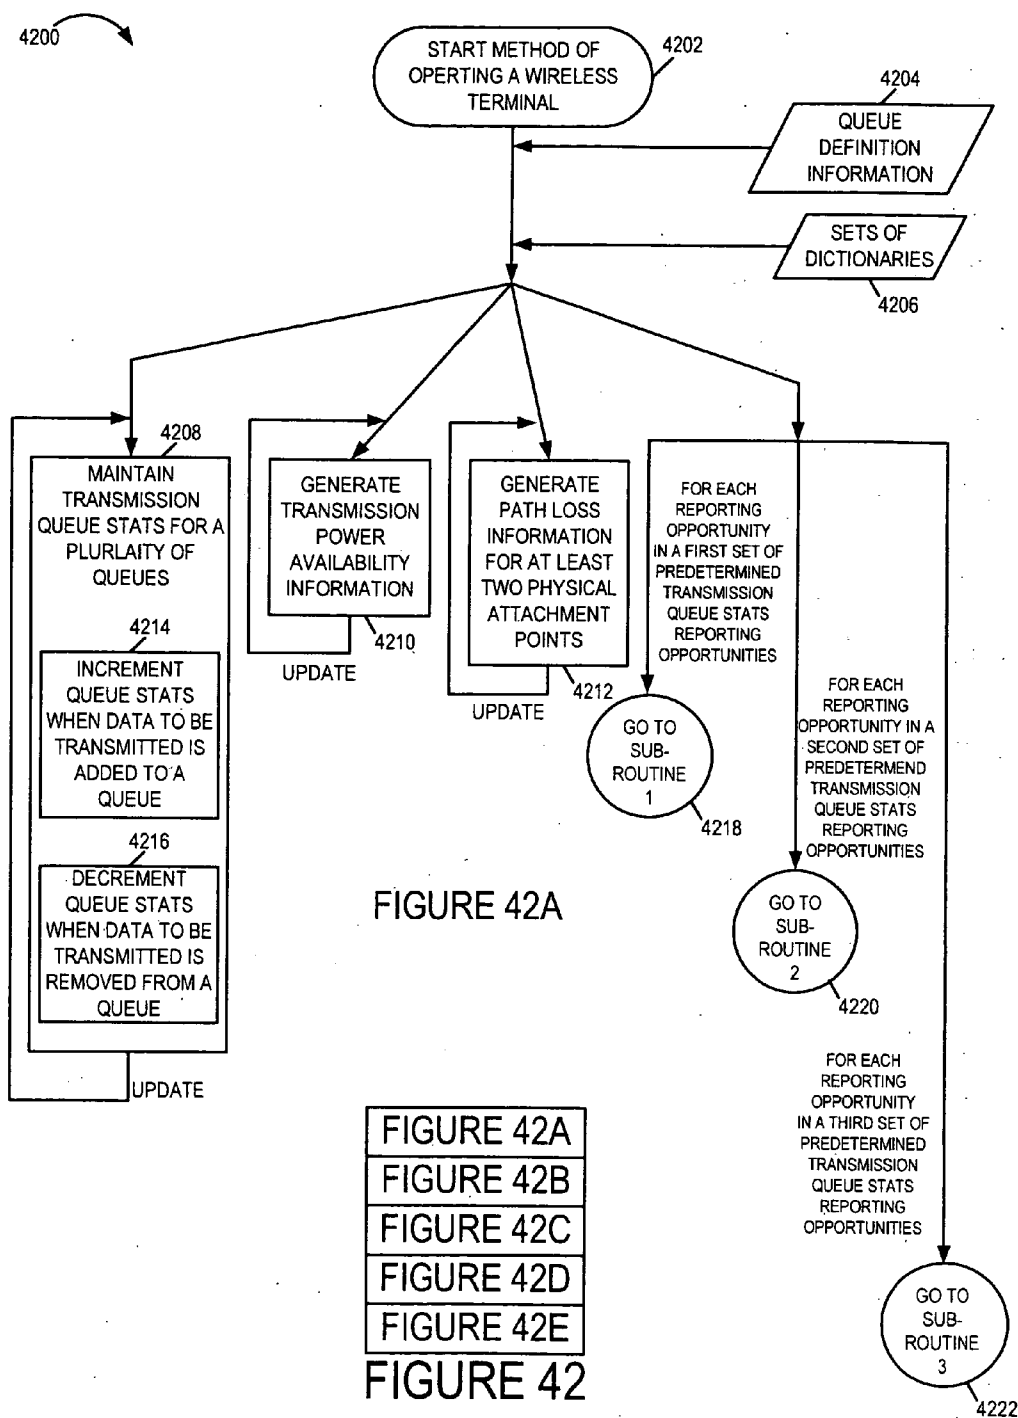 4200
START METHOD OF
OPERTING A WIRELESS
TERMINAL
4202
4204
QUEUE
DEFINITION
INFORMATION
SETS OF
DICTIONARIES
4206
4208
MAINTAIN
TRANSMISSION
QUEUE STATS FOR A
PLURLAITY OF
QUEUES
4214
INCREMENT
QUEUE STATS
WHEN DATA TO BE
TRANSMITTED IS
ADDED TO A
QUEUE
4216
DECREMENT
QUEUE STATS
WHEN DATA TO BE
TRANSMITTED IS
REMOVED FROM A
QUEUE
UPDATE
GENERATE
TRANSMISSION
POWER
AVAILABILITY
INFORMATION
4210
UPDATE
GENERATE
PATH LOSS
INFORMATION
FOR AT LEAST
TWO PHYSICAL
ATTACHMENT
POINTS
4212
UPDATE
FOR EACH
REPORTING
OPPORTUNITY
IN A FIRST SET OF
PREDETERMINED
TRANSMISSION
QUEUE STATS
REPORTING
OPPORTUNITIES
GO TO
SUB-
ROUTINE
1
4218
FOR EACH
REPORTING
OPPORTUNITY IN A
SECOND SET OF
PREDETERMEND
TRANSMISSION
QUEUE STATS
REPORTING
OPPORTUNITIES
GO TO
SUB-
ROUTINE
2
4220
FOR EACH
REPORTING
OPPORTUNITY
IN A THIRD SET OF
PREDETERMINED
TRANSMISSION
QUEUE STATS
REPORTING
OPPORTUNITIES
GO TO
SUB-
ROUTINE
3
4222
FIGURE 42A
FIGURE 42A
FIGURE 42B
FIGURE 42C
FIGURE 42D
FIGURE 42E
FIGURE 42